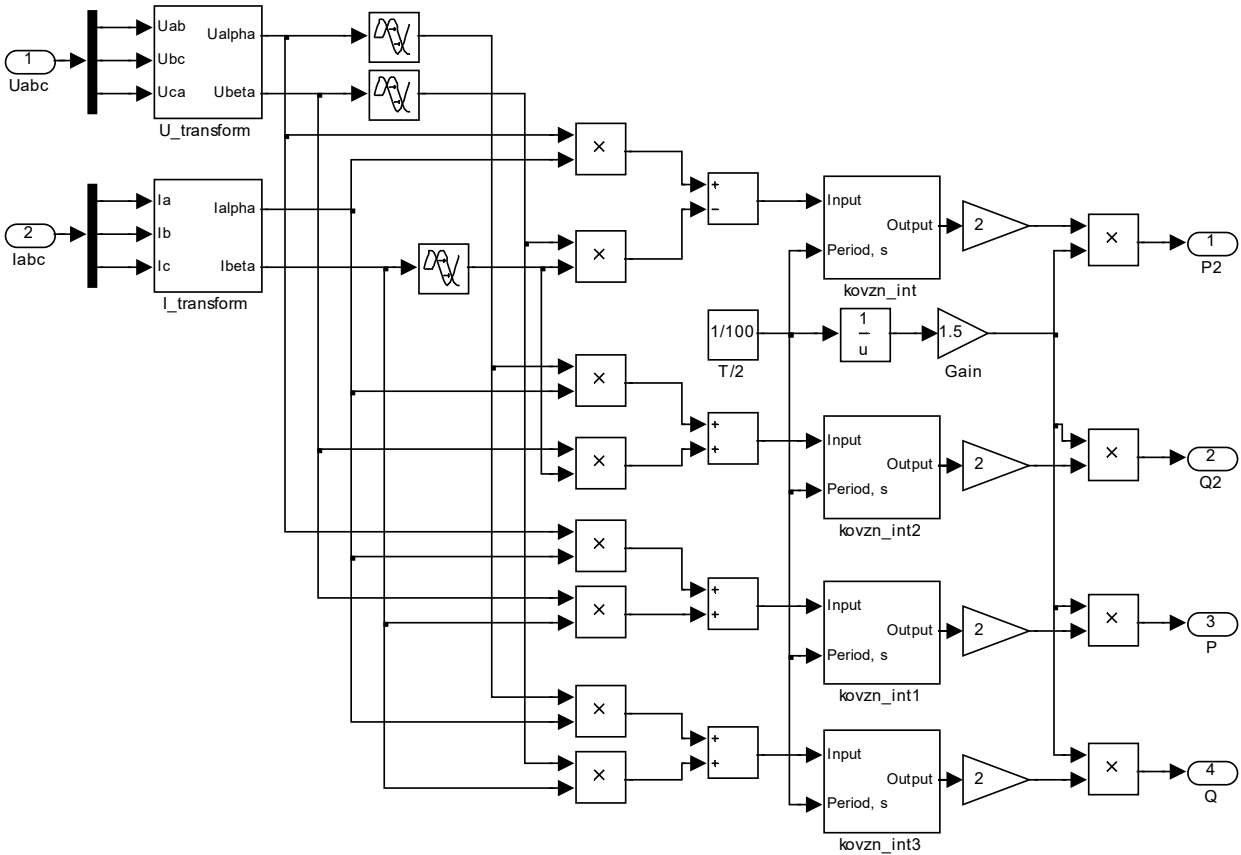 1
Uabc
Uab
Ubc
Uca
Ualpha
Ubeta
U_transform
2
Iabc
Ia
Ib
Ic
Ialpha
Ibeta
I_transform
×
×
+
−
Input
Period, s
Output
kovzn_int
2
×
1
P2
1/100
T/2
1
u
1.5
Gain
×
×
+
+
Input
Period, s
Output
kovzn_int2
2
×
2
Q2
×
×
+
+
Input
Period, s
Output
kovzn_int1
2
×
3
P
×
×
+
+
Input
Period, s
Output
kovzn_int3
2
×
4
Q